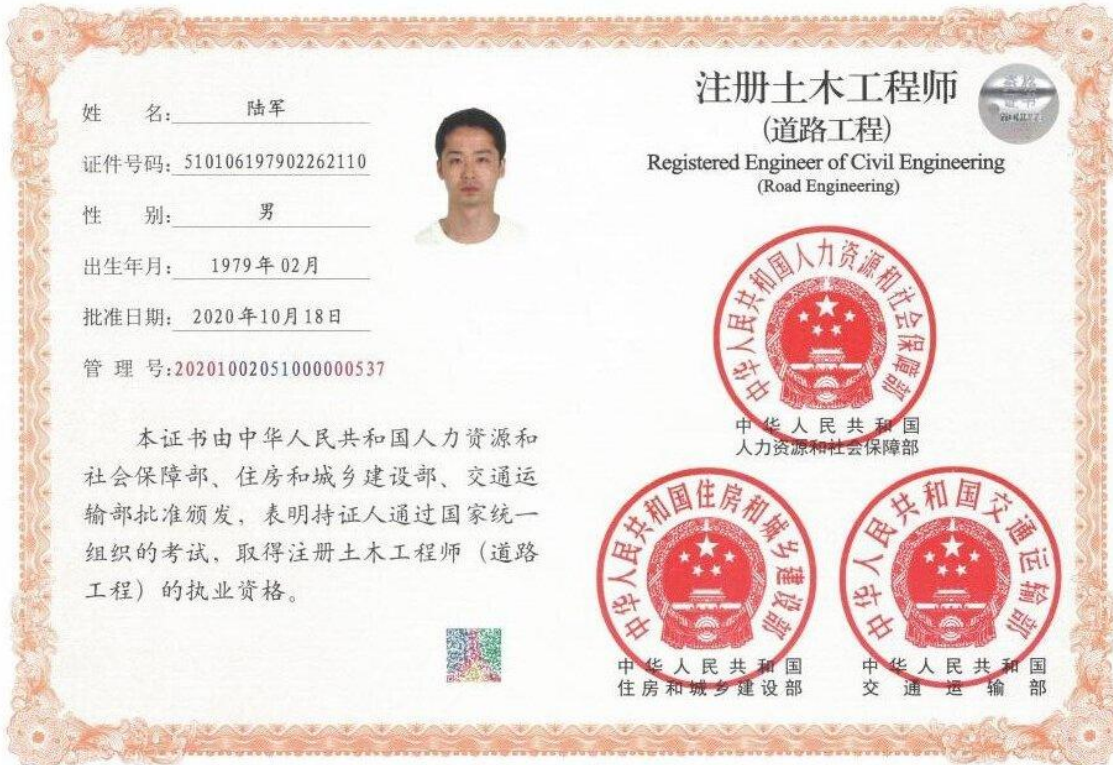 姓 名: 陆军
证件号码: 510106197902262110
性 别: 男
出生年月: 1979年02月
批准日期: 2020年10月18日
管 理 号:20201002051000000537
本证书由中华人民共和国人力资源和
社会保障部、住房和城乡建设部、交通运
输部批准颁发,表明持证人通过国家统一
组织的考试,取得注册土木工程师(道路
工程)的执业资格。
注册土木工程师
(道路工程)
Registered Engineer of Civil Engineering
(Road Engineering)
中华人民共和国人力资源和社会保障部
中华人民共和国
人力资源和社会保障部
中华人民共和国住房和城乡建设部
中华人民共和国
住房和城乡建设部
中华人民共和国交通运输部
中华人民共和国
交通运输部